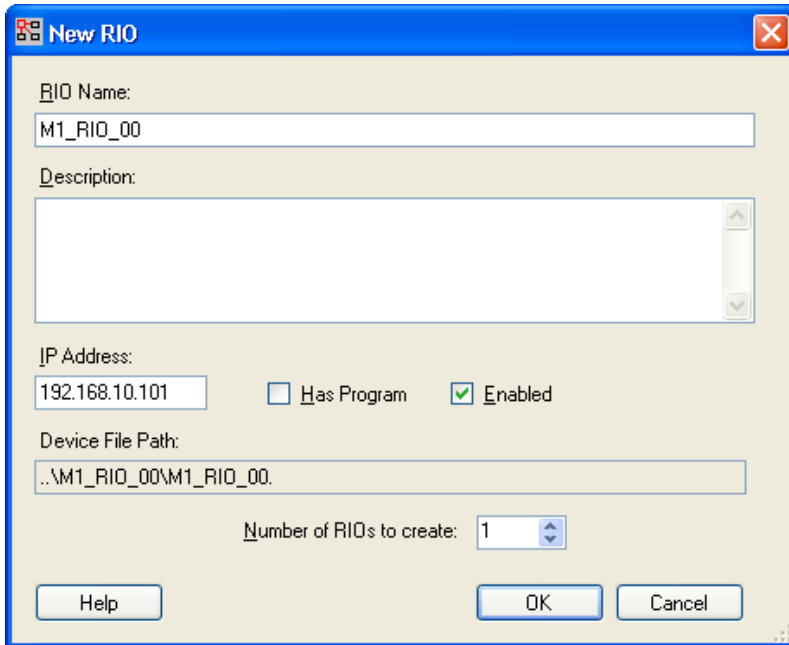 New RIO
RIO Name:
M1_RIO_00
Description:
IP Address:
192.168.10.101 Has Program Enabled
Device File Path:
..\M1_RIO_00\M1_RIO_00.
Number of RIOs to create: 1
Help OK Cancel